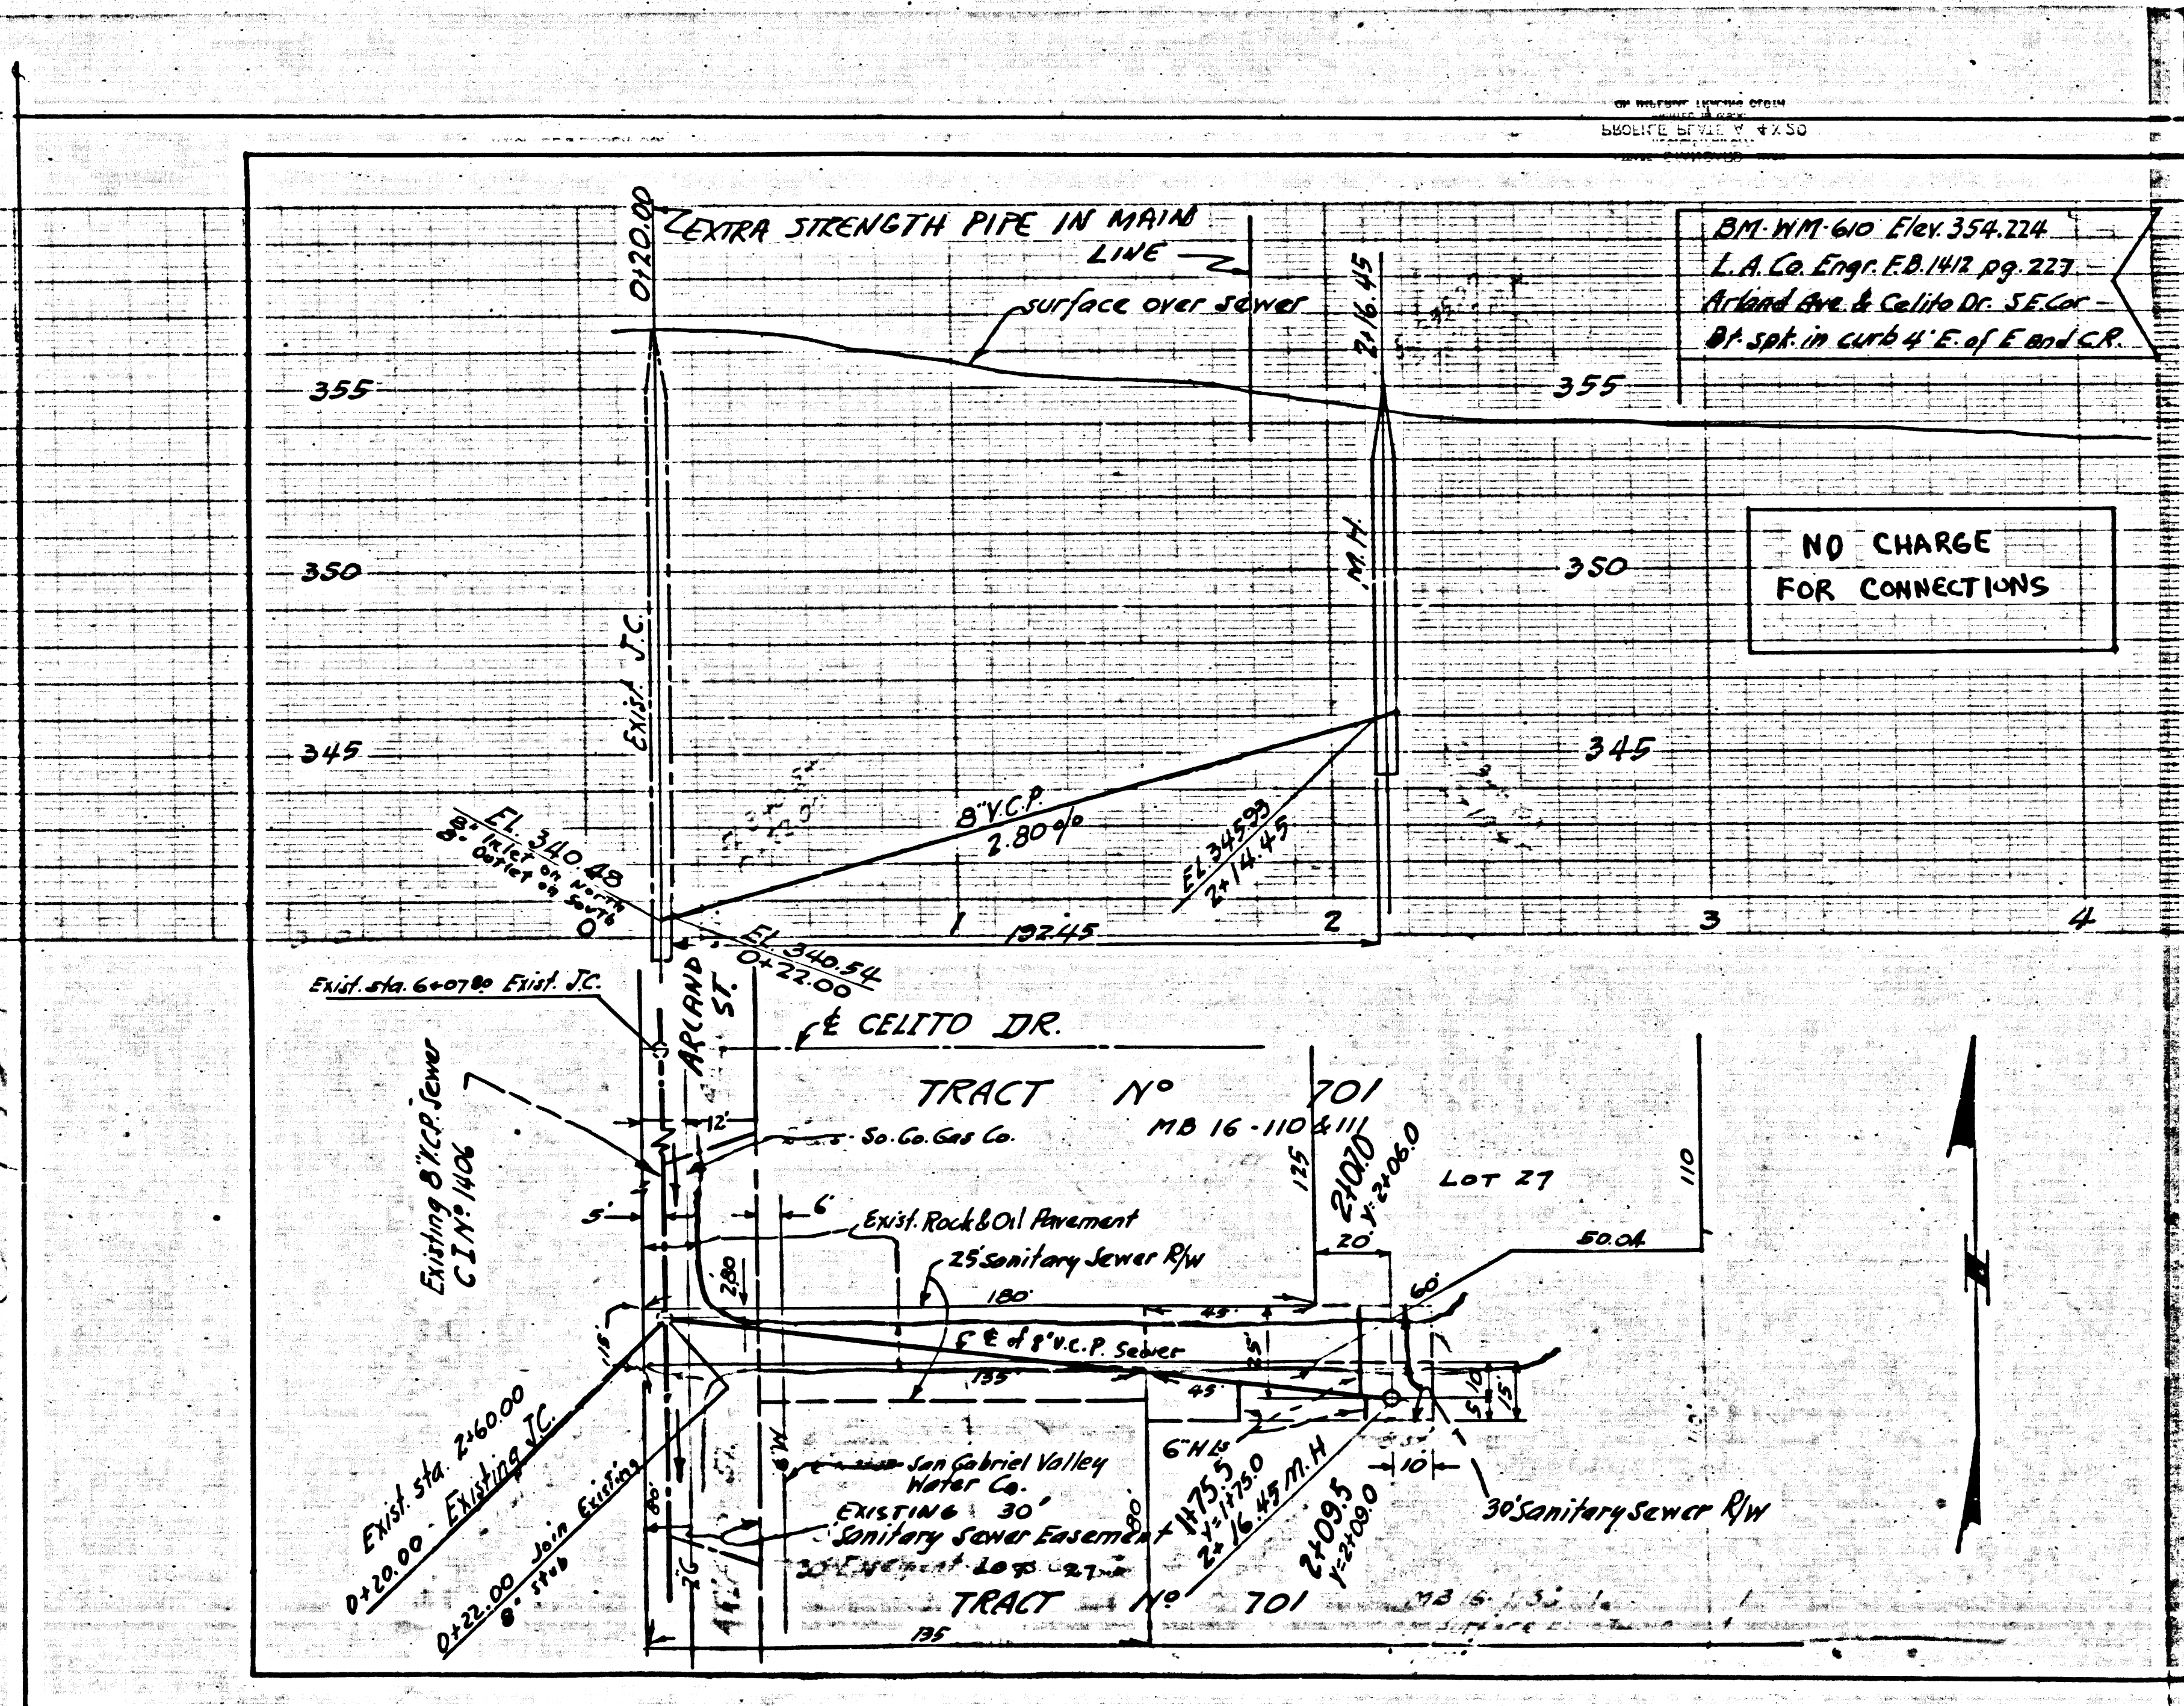 PROFILE PLATE A 4X20
0+20.00
EXTRA STRENGTH PIPE IN MAIN
LINE
surface over sewer
2+16.45
BM-WM-610 Elev. 354.224
L.A. Co. Engr. F.B. 1412 pg. 227
Arland Ave. & Celito Dr. S.E. Cor
Bt. spk. in curb 4' E. of E end C.R.
355
355
350
350
345
345
Exist. J.C.
M.H.
NO CHARGE
FOR CONNECTIONS
8" V.C.P.
2.80%
EL. 340.48
8" Inlet on North
8" Outlet on South
EL. 345.93
2+14.45
0
1
2
3
4
192.45
EL. 340.54
0+22.00
Exist. sta. 6+07.80 Exist. J.C.
ARLAND
ST.
℄ CELITO DR.
TRACT Nº 701
MB 16-110 & 111
Existing 8" V.C.P. Sewer
C I Nº 1406
12'
So. Co. Gas Co.
125
2+07.0
Y=2+06.0
LOT 27
110
5'
6'
Exist. Rock & Oil Pavement
20'
50.04
25' Sanitary Sewer R/W
2.80
180'
45'
60'
15'
℄ of 8" V.C.P. Sewer
25'
135'
45'
5
10
15'
6" H Ls
10'
Exist. sta. 2+60.00
0+20.00 - Existing J.C.
0+22.00 Join Existing
8" stub
80'
8" W
San Gabriel Valley
Water Co.
EXISTING 30'
Sanitary Sewer Easement
80'
1+75.5
Y=1+75.0
2+16.45 M.H
2+09.5
Y=2+09.0
30' Sanitary Sewer R/W
TRACT Nº 701
135